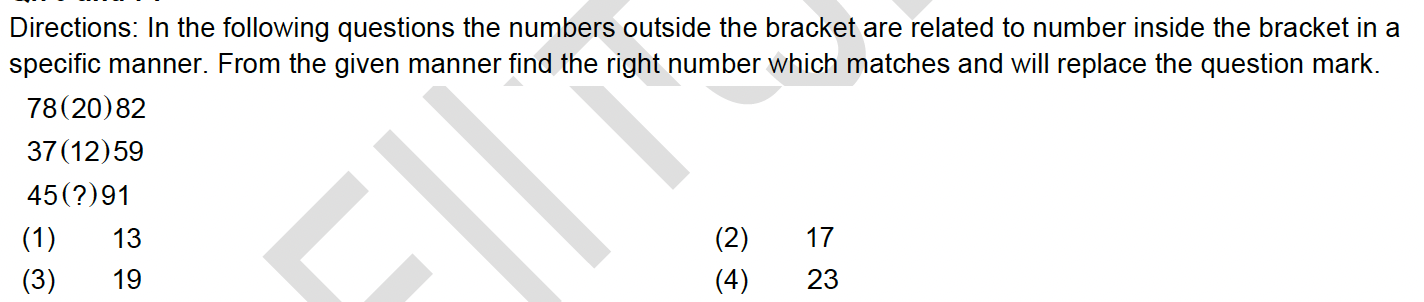 Directions: In the following questions the numbers outside the bracket are related to number inside the bracket in a
specific manner. From the given manner find the right number which matches and will replace the question mark.
78(20)82
37(12)59
45(?)91
(1) 13 (2) 17
(3) 19 (4) 23